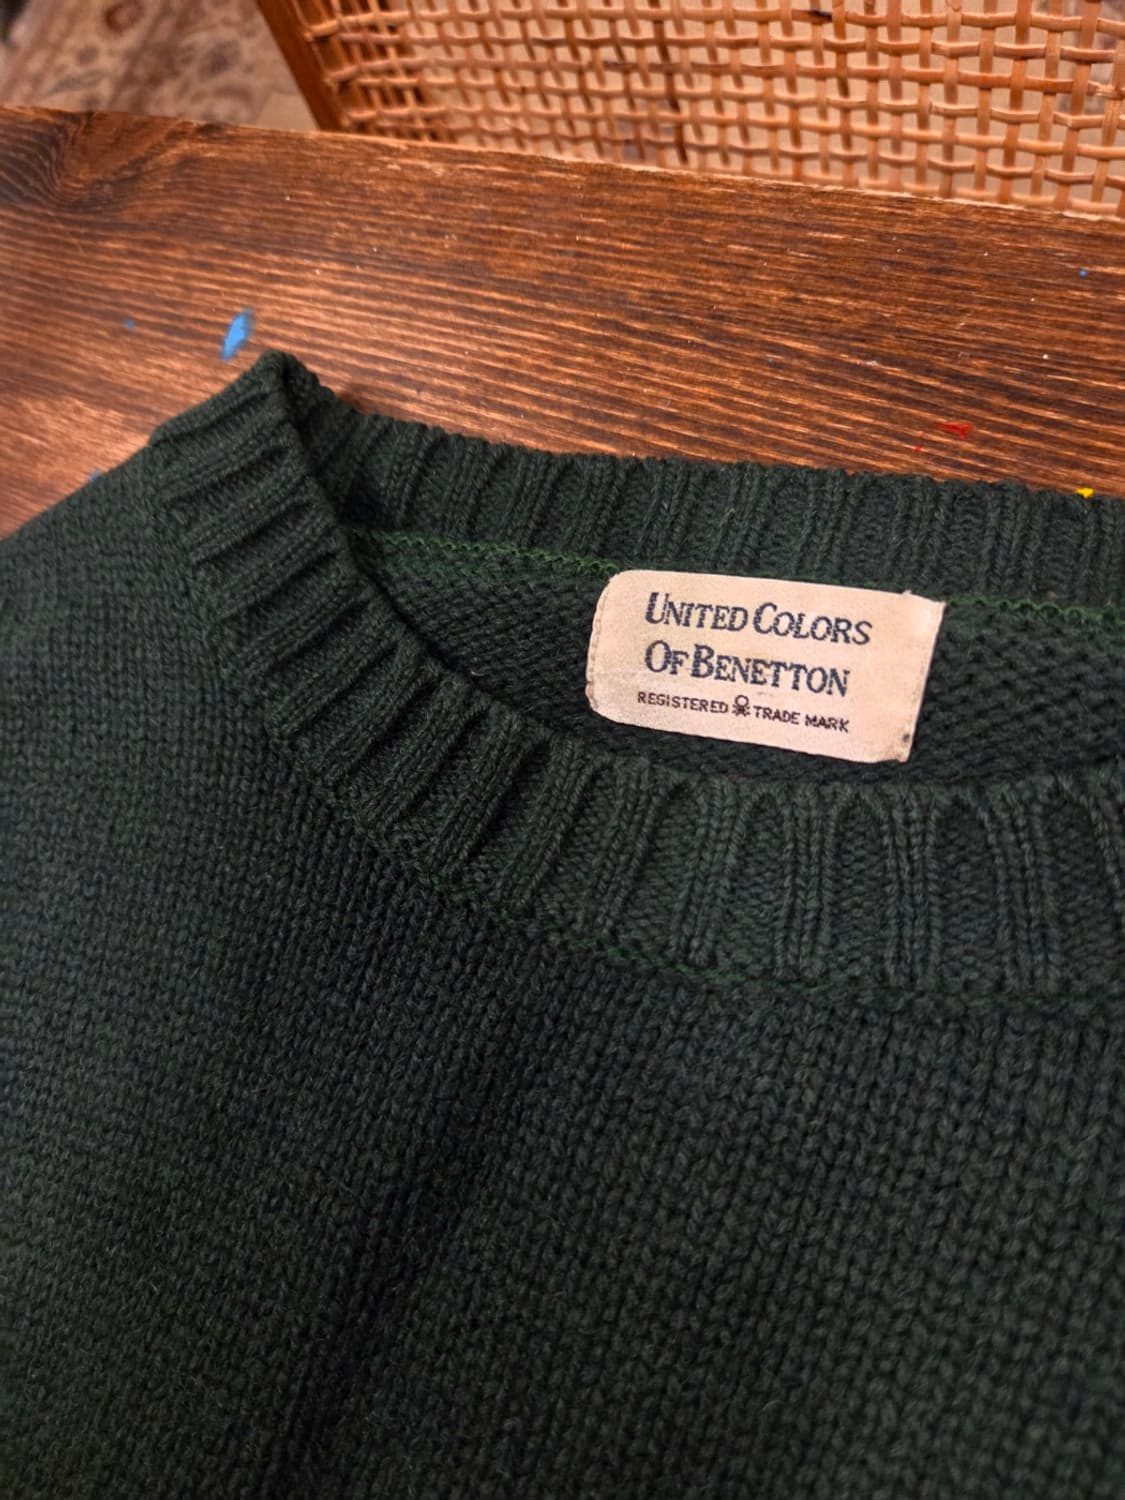 UNITED COLORS
OF BENETTON
REGISTERED TRADE MARK